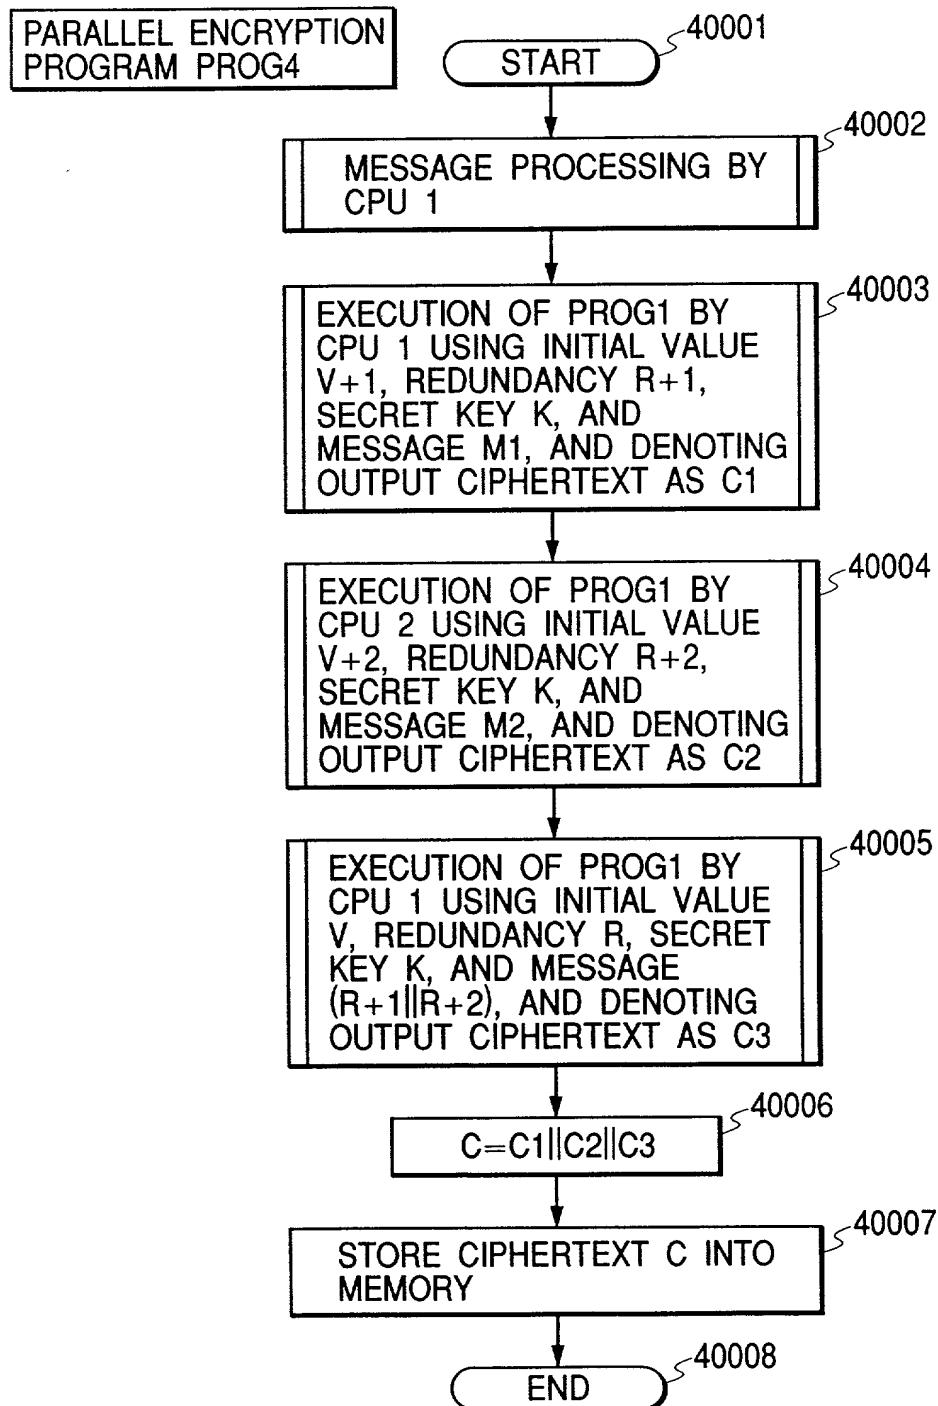 PARALLEL ENCRYPTION
PROGRAM PROG4
START
40001
MESSAGE PROCESSING BY
CPU 1
40002
EXECUTION OF PROG1 BY
CPU 1 USING INITIAL VALUE
V+1, REDUNDANCY R+1,
SECRET KEY K, AND
MESSAGE M1, AND DENOTING
OUTPUT CIPHERTEXT AS C1
40003
EXECUTION OF PROG1 BY
CPU 2 USING INITIAL VALUE
V+2, REDUNDANCY R+2,
SECRET KEY K, AND
MESSAGE M2, AND DENOTING
OUTPUT CIPHERTEXT AS C2
40004
EXECUTION OF PROG1 BY
CPU 1 USING INITIAL VALUE
V, REDUNDANCY R, SECRET
KEY K, AND MESSAGE
(R+1||R+2), AND DENOTING
OUTPUT CIPHERTEXT AS C3
40005
C=C1||C2||C3
40006
STORE CIPHERTEXT C INTO
MEMORY
40007
END
40008